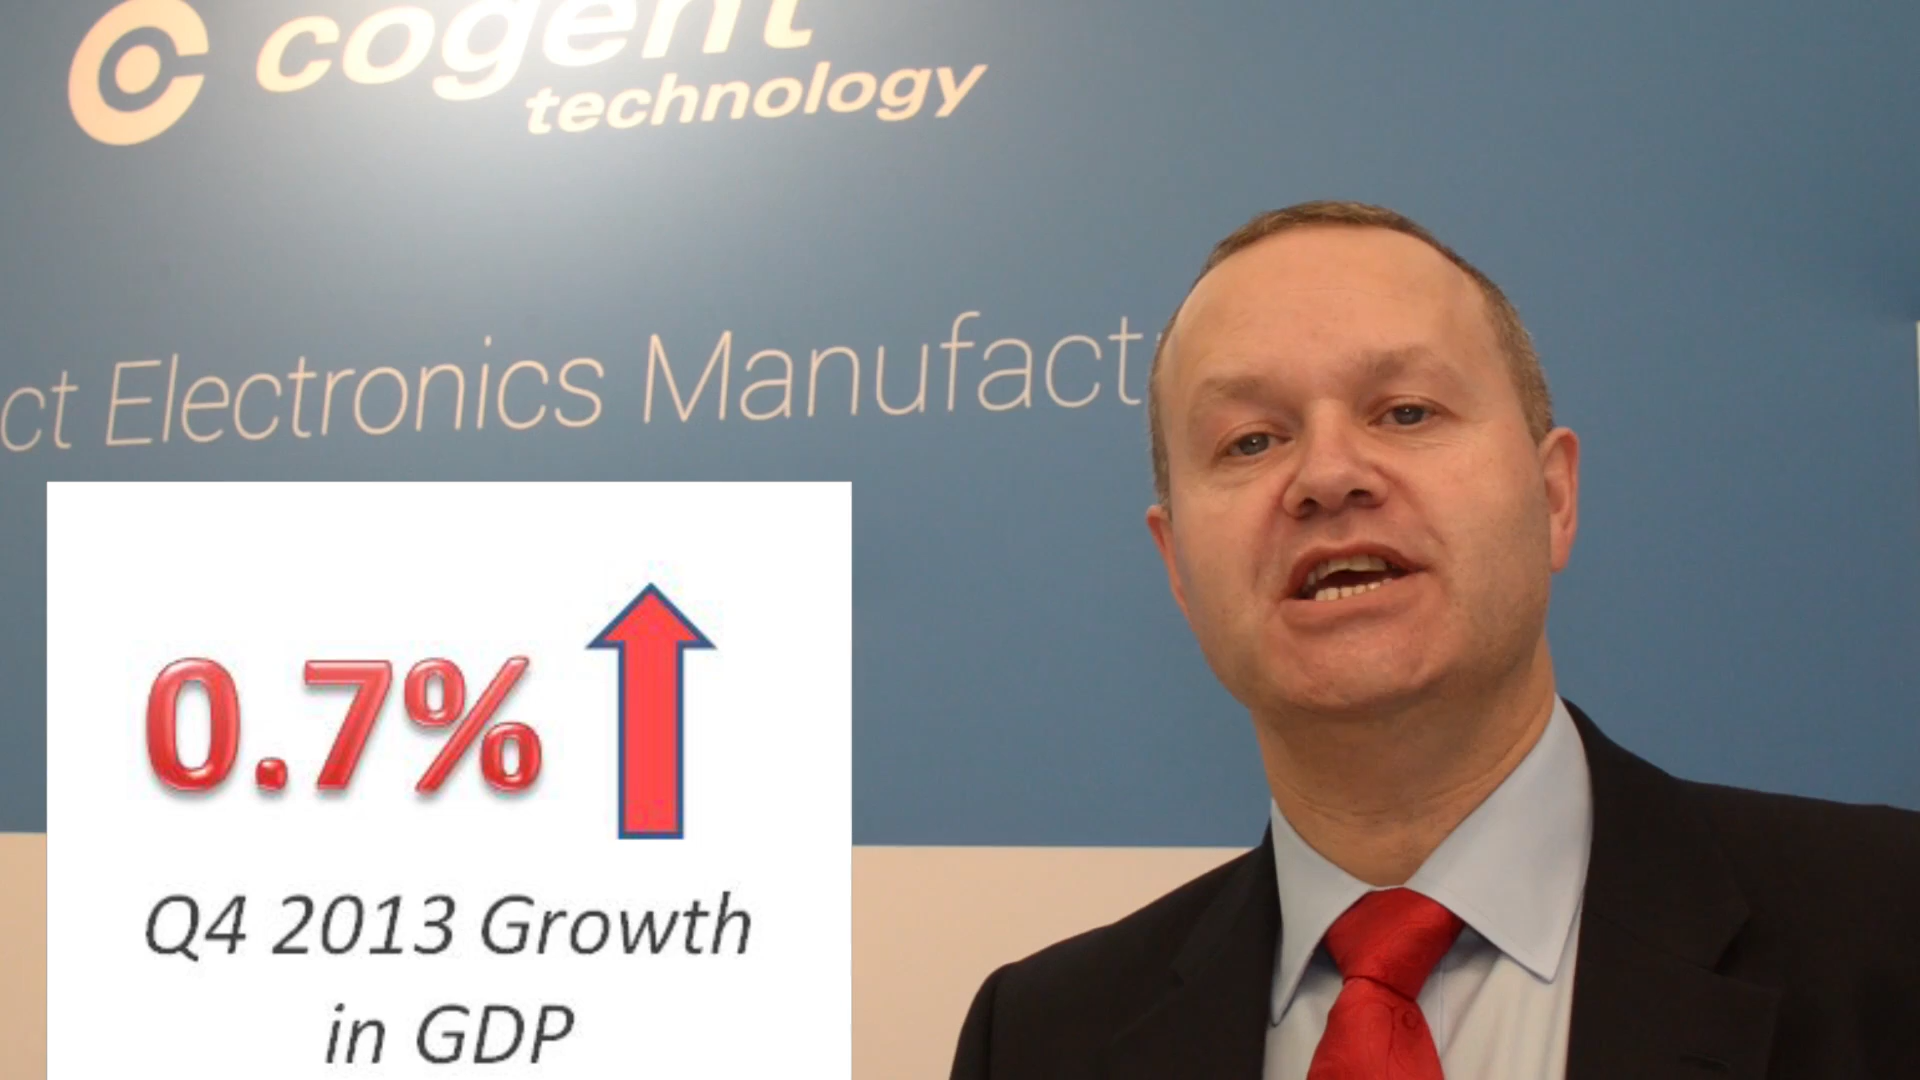 cogent
technology
ct Electronics Manufact
0.7%
Q4 2013 Growth
in GDP